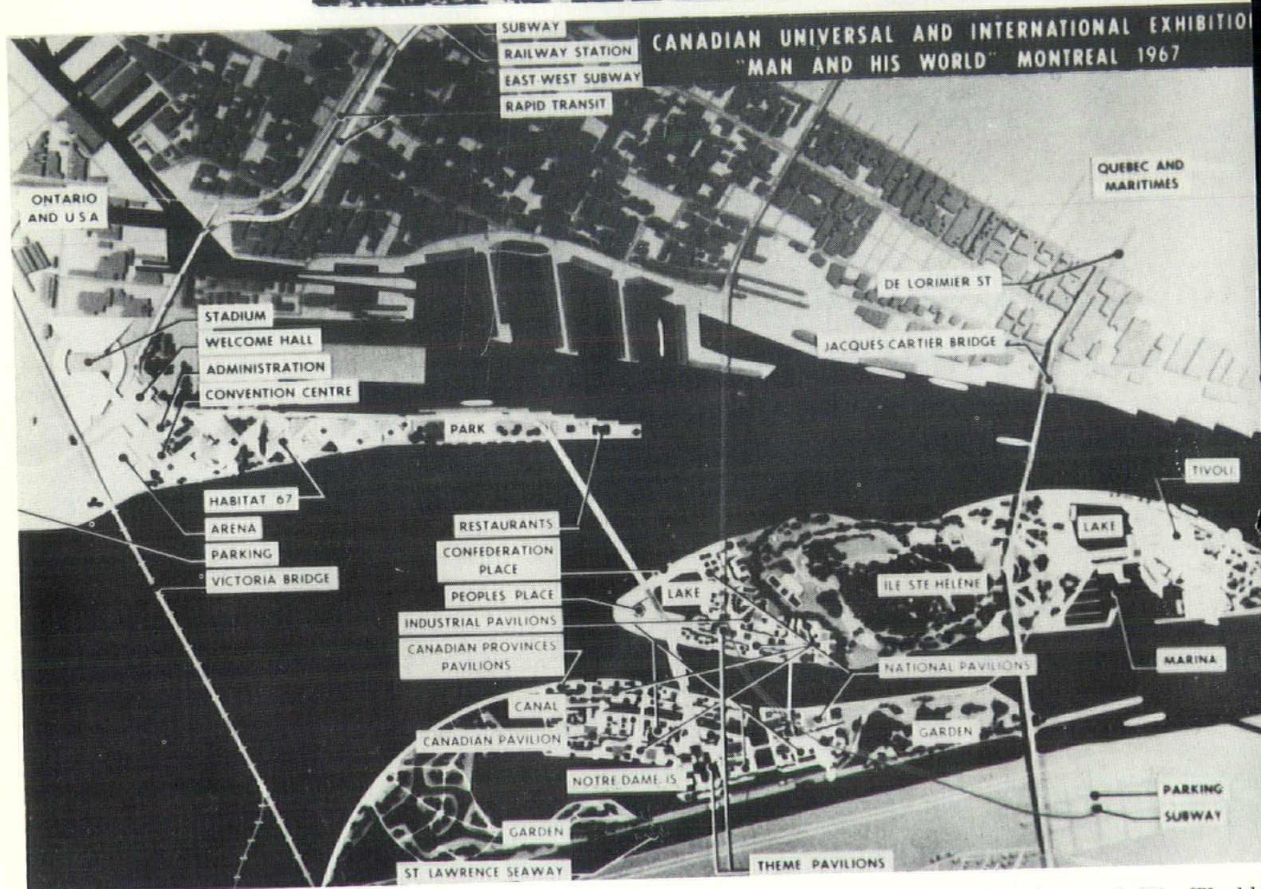 CANADIAN UNIVERSAL AND INTERNATIONAL EXHIBITIO
"MAN AND HIS WORLD" MONTREAL 1967
SUBWAY
RAILWAY STATION
EAST-WEST SUBWAY
RAPID TRANSIT
QUEBEC AND
MARITIMES
ONTARIO
AND USA
DE LORIMIER ST
STADIUM
WELCOME HALL
JACQUES CARTIER BRIDGE
ADMINISTRATION
CONVENTION CENTRE
PARK
TIVOLI
HABITAT 67
ARENA
RESTAURANTS
LAKE
PARKING
CONFEDERATION
PLACE
VICTORIA BRIDGE
ILE STE HÉLÈNE
PEOPLES PLACE
LAKE
INDUSTRIAL PAVILIONS
CANADIAN PROVINCES
PAVILIONS
NATIONAL PAVILIONS
MARINA
CANAL
CANADIAN PAVILION
GARDEN
NOTRE DAME IS
PARKING
SUBWAY
GARDEN
ST LAWRENCE SEAWAY
THEME PAVILIONS